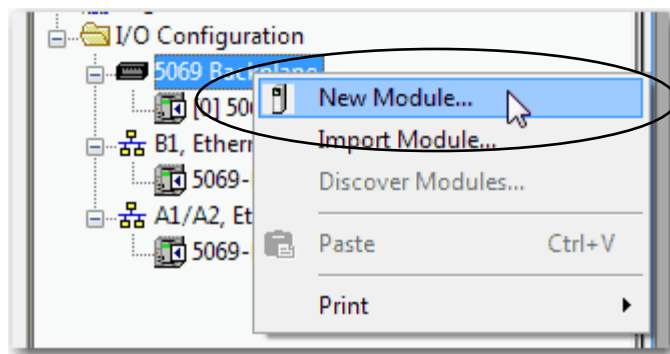 I/O Configuration
5069 Backplane
[0] 50
New Module...
B1, Ethern
Import Module...
5069-
Discover Modules...
A1/A2, Et
5069-
Paste Ctrl+V
Print